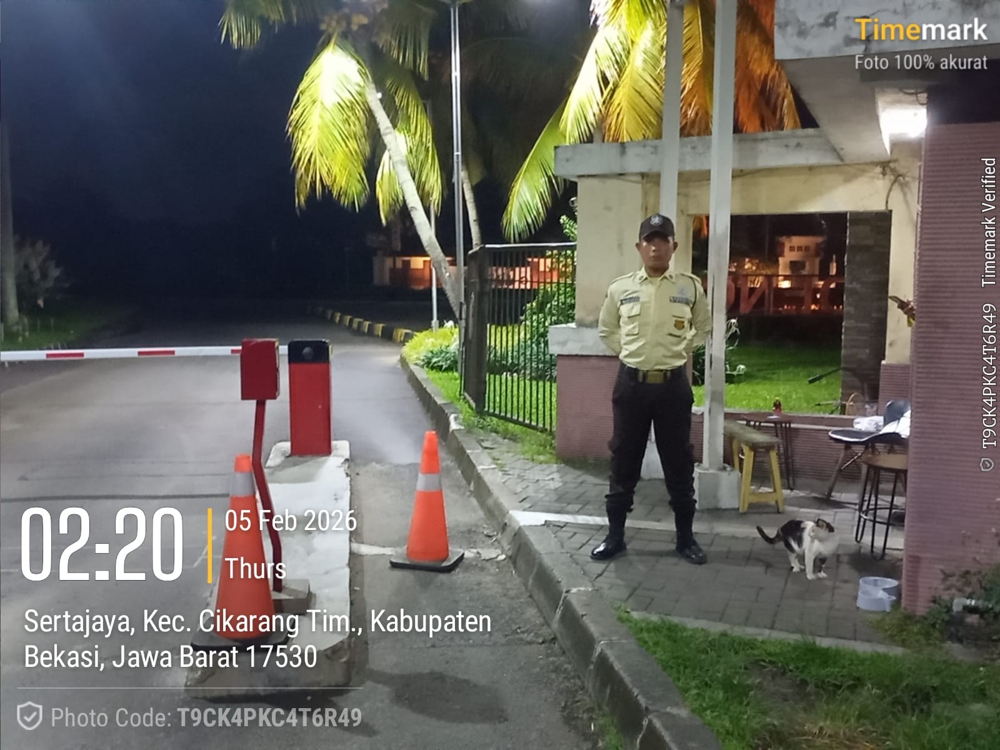 Timemark
Foto 100% akurat
T9CK4PKC4T6R49 Timemark Verified
02:20
05 Feb 2026
Thurs
Sertajaya, Kec. Cikarang Tim., Kabupaten
Bekasi, Jawa Barat 17530
Photo Code: T9CK4PKC4T6R49